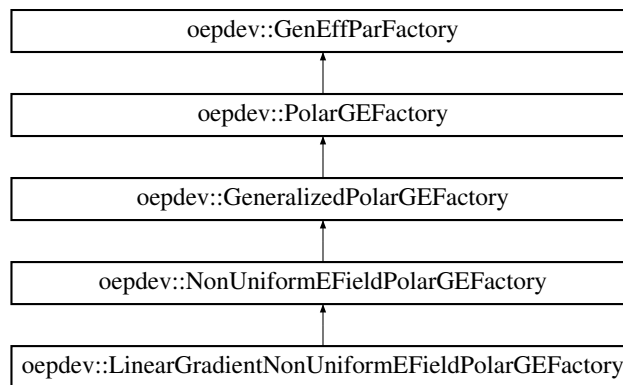 oepdev::GenEffParFactory
oepdev::PolarGEFactory
oepdev::GeneralizedPolarGEFactory
oepdev::NonUniformEFieldPolarGEFactory
oepdev::LinearGradientNonUniformEFieldPolarGEFactory